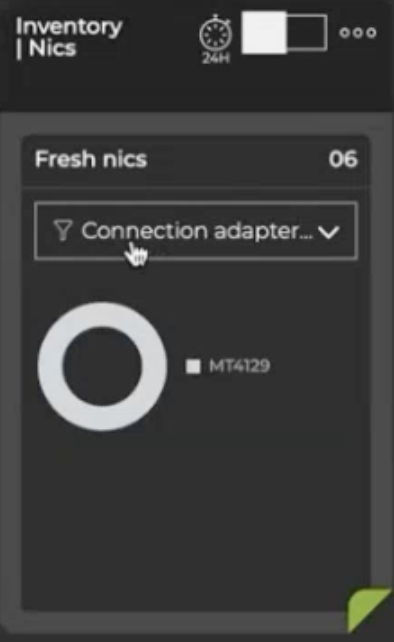 Inventory
| Nics
24H
Fresh nics 06
Connection adapter...
MT4129